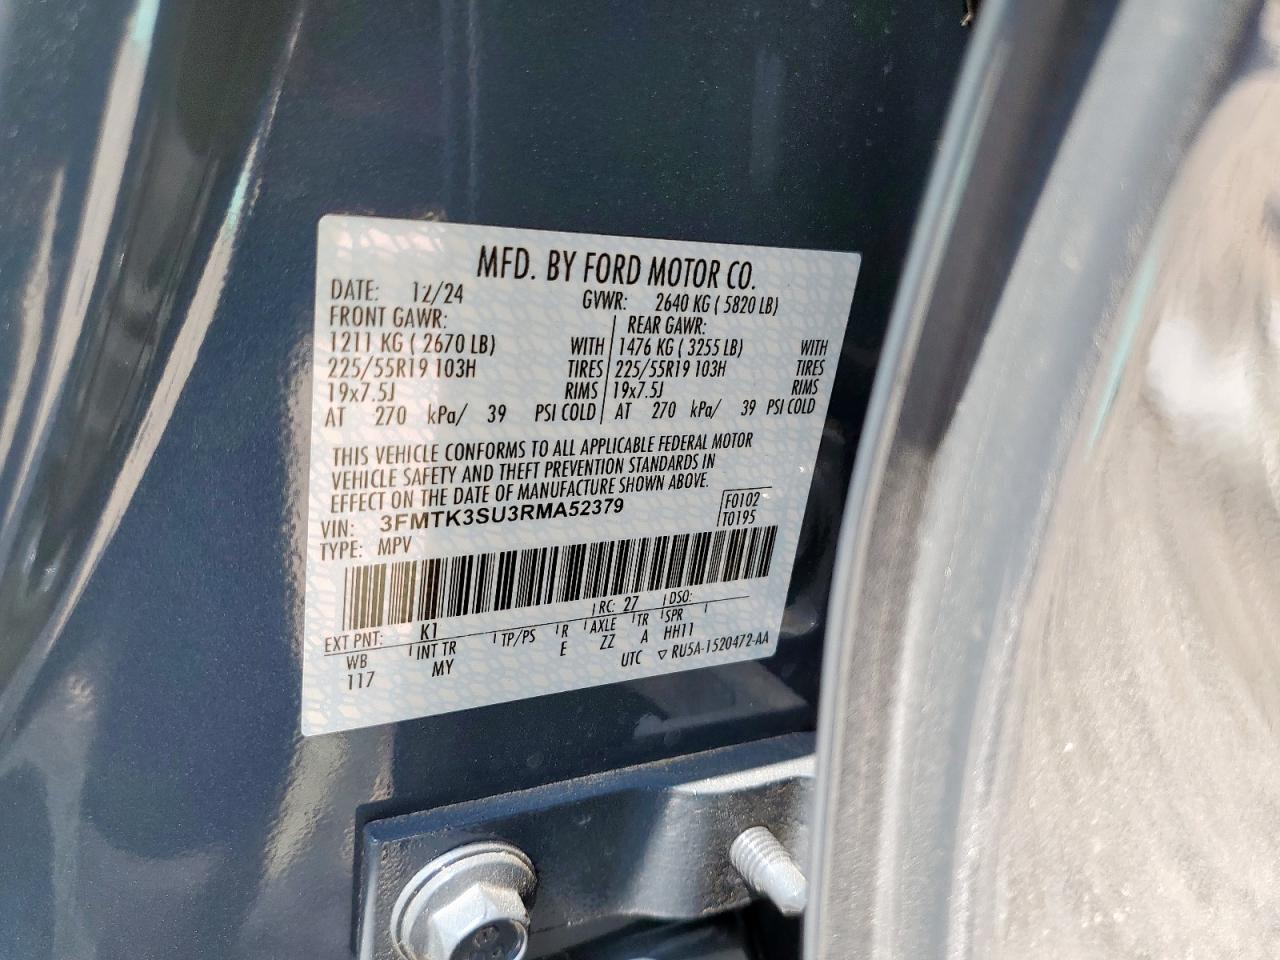 MFD. BY FORD MOTOR CO.
DATE: 12/24 GVWR: 2640 KG ( 5820 LB)
FRONT GAWR: REAR GAWR:
1211 KG ( 2670 LB) WITH 1476 KG ( 3255 LB) WITH
225/55R19 103H TIRES 225/55R19 103H TIRES
19x7.5J RIMS 19x7.5J RIMS
AT 270 kPa/ 39 PSI COLD AT 270 kPa/ 39 PSI COLD
THIS VEHICLE CONFORMS TO ALL APPLICABLE FEDERAL MOTOR
VEHICLE SAFETY AND THEFT PREVENTION STANDARDS IN
EFFECT ON THE DATE OF MANUFACTURE SHOWN ABOVE.
VIN: 3FMTK3SU3RMA52379 F0102
TYPE: MPV T0195
EXT PNT: K1 RC: 27 DSO:
WB INT TR TP/PS R AXLE TR SPR
117 MY E ZZ A HH11
UTC ▽ RU5A-1520472-AA